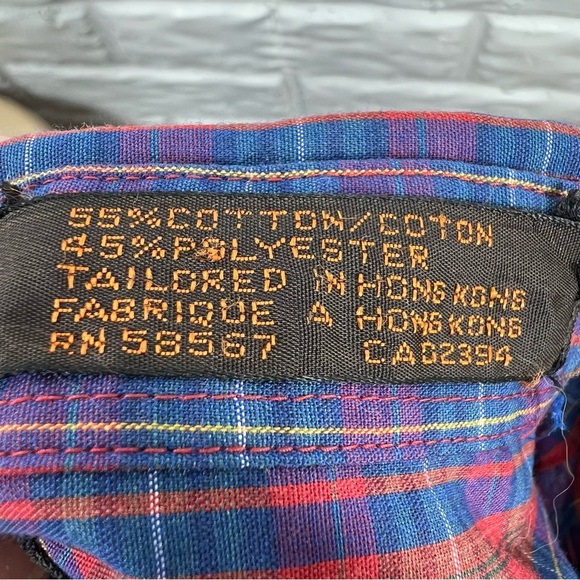 55% COTTON/COTON
45% POLYESTER
TAILORED IN HONG KONG
FABRIQUE A HONG KONG
RN 58567 CA02394